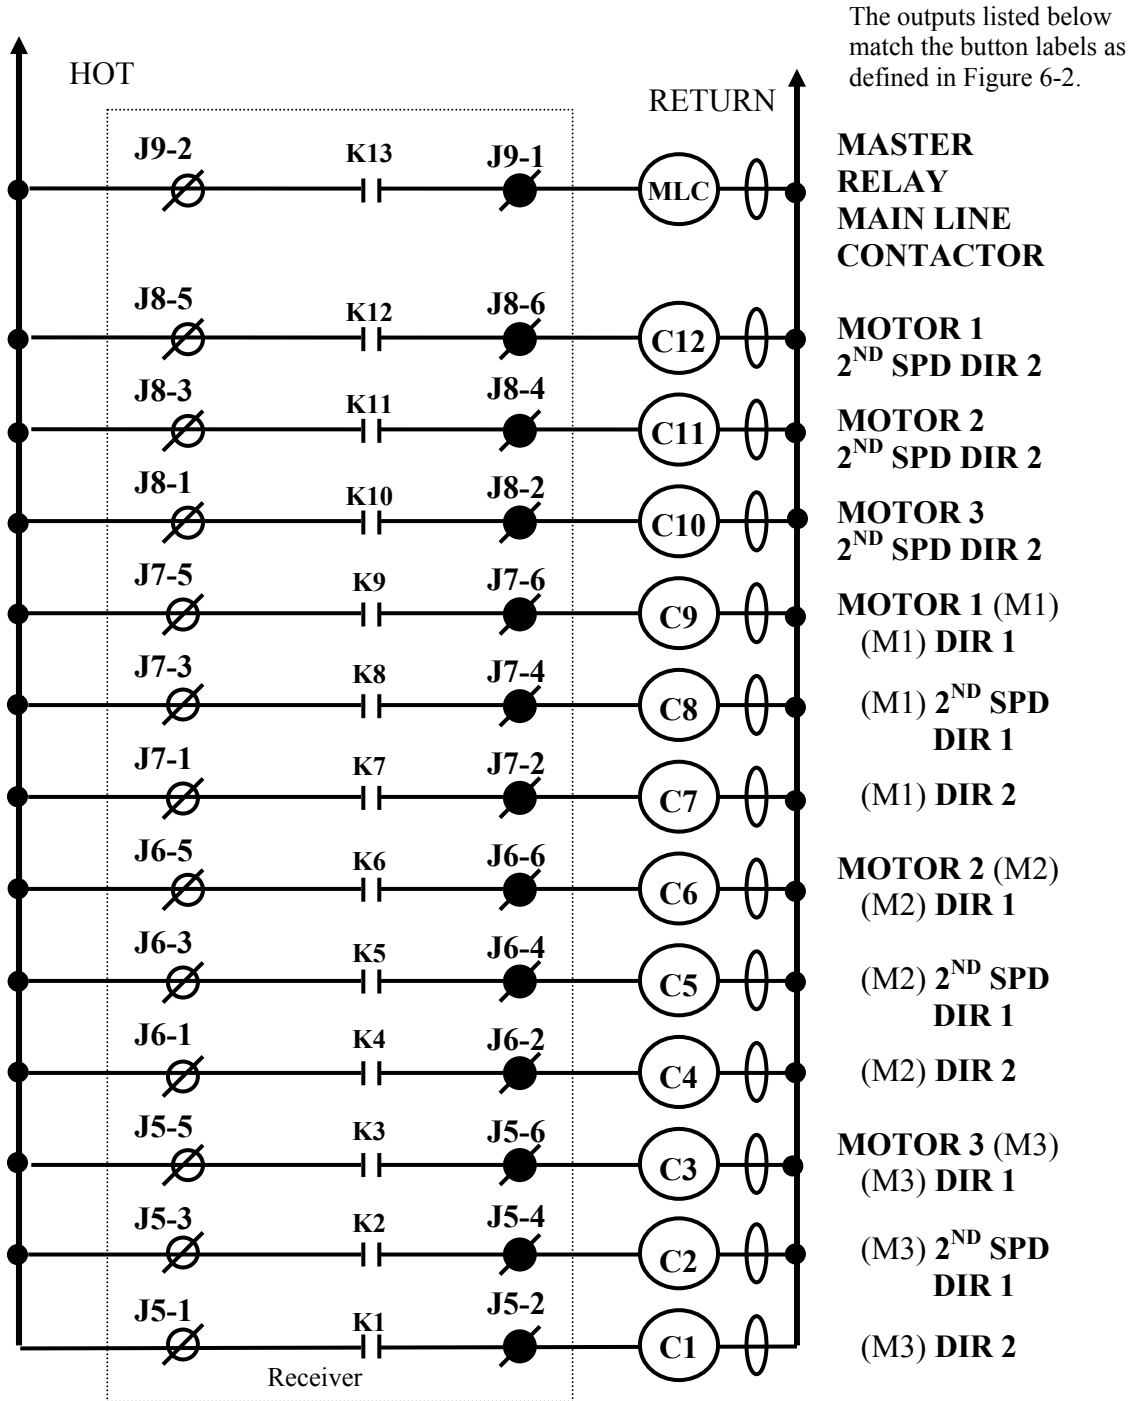 The outputs listed below
match the button labels as
defined in Figure 6-2.
HOT
RETURN
J9-2 K13 J9-1 MLC MASTER
RELAY
MAIN LINE
CONTACTOR
J8-5 K12 J8-6 C12 MOTOR 1
2ND SPD DIR 2
J8-3 K11 J8-4 C11 MOTOR 2
2ND SPD DIR 2
J8-1 K10 J8-2 C10 MOTOR 3
2ND SPD DIR 2
J7-5 K9 J7-6 C9 MOTOR 1 (M1)
(M1) DIR 1
J7-3 K8 J7-4 C8 (M1) 2ND SPD
DIR 1
J7-1 K7 J7-2 C7 (M1) DIR 2
J6-5 K6 J6-6 C6 MOTOR 2 (M2)
(M2) DIR 1
J6-3 K5 J6-4 C5 (M2) 2ND SPD
DIR 1
J6-1 K4 J6-2 C4 (M2) DIR 2
J5-5 K3 J5-6 C3 MOTOR 3 (M3)
(M3) DIR 1
J5-3 K2 J5-4 C2 (M3) 2ND SPD
DIR 1
J5-1 K1 J5-2 C1 (M3) DIR 2
Receiver